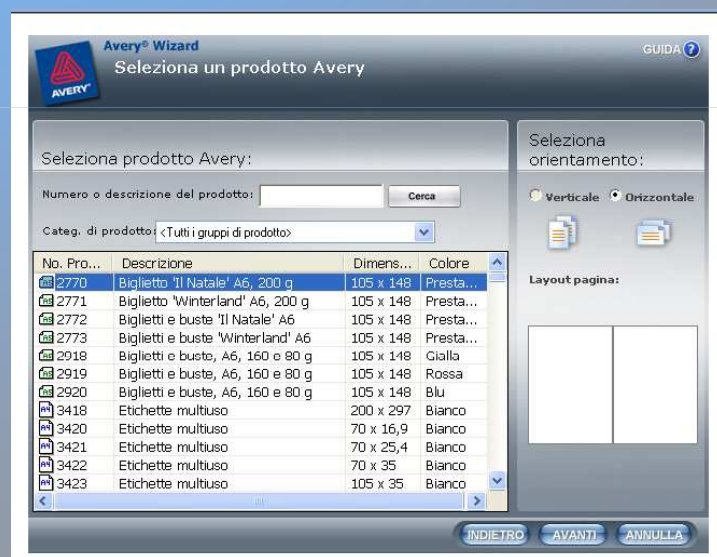 Avery® Wizard
Seleziona un prodotto Avery
GUIDA ?
AVERY
Seleziona prodotto Avery:
Numero o descrizione del prodotto:
Cerca
Categ. di prodotto:
<Tutti i gruppi di prodotto>
No. Pro... Descrizione Dimens... Colore
2770 Biglietto 'Il Natale' A6, 200 g 105 x 148 Presta...
2771 Biglietto 'Winterland' A6, 200 g 105 x 148 Presta...
2772 Biglietti e buste 'Il Natale' A6 105 x 148 Presta...
2773 Biglietti e buste 'Winterland' A6 105 x 148 Presta...
2918 Biglietti e buste, A6, 160 e 80 g 105 x 148 Gialla
2919 Biglietti e buste, A6, 160 e 80 g 105 x 148 Rossa
2920 Biglietti e buste, A6, 160 e 80 g 105 x 148 Blu
A4 3418 Etichette multiuso 200 x 297 Bianco
A4 3420 Etichette multiuso 70 x 16,9 Bianco
A4 3421 Etichette multiuso 70 x 25,4 Bianco
A4 3422 Etichette multiuso 70 x 35 Bianco
A4 3423 Etichette multiuso 105 x 35 Bianco
Seleziona
orientamento:
Verticale Orizzontale
Layout pagina:
INDIETRO AVANTI ANNULLA